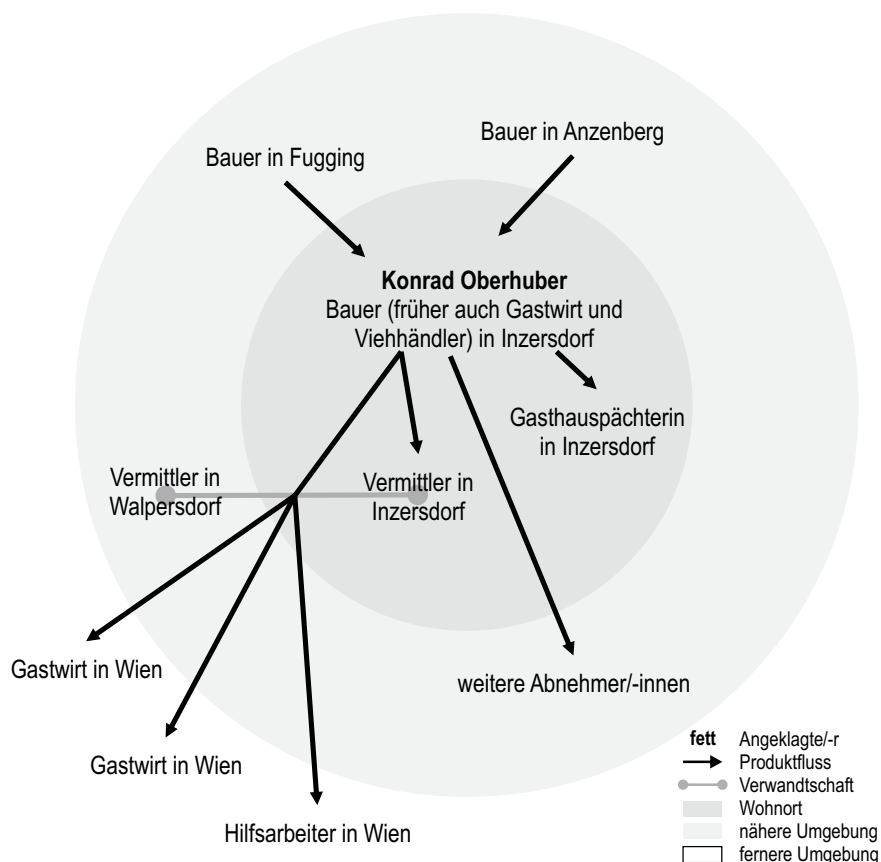 Bauer in Anzenberg
Bauer in Fugging
Konrad Oberhuber
Bauer (früher auch Gastwirt und
Viehhändler) in Inzersdorf
Gasthauspächterin
in Inzersdorf
Vermittler in
Walpersdorf
Vermittler in
Inzersdorf
Gastwirt in Wien
weitere Abnehmer/-innen
Gastwirt in Wien
Hilfsarbeiter in Wien
fett Angeklagte/-r
Produktfluss
Verwandtschaft
Wohnort
nähere Umgebung
fernere Umgebung